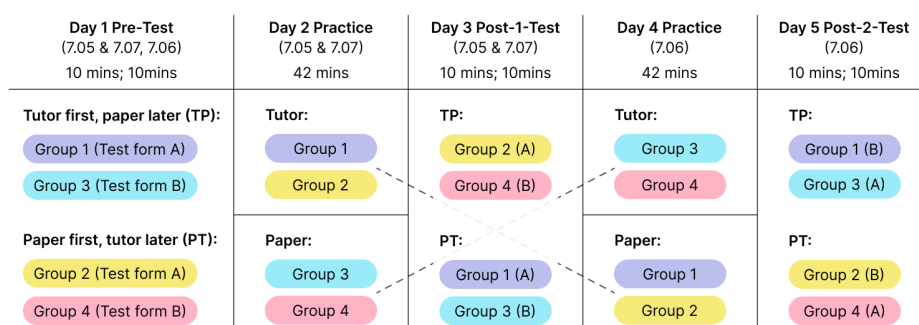 Day 1 Pre-Test
(7.05 & 7.07, 7.06)
10 mins; 10mins
Day 2 Practice
(7.05 & 7.07)
42 mins
Day 3 Post-1-Test
(7.05 & 7.07)
10 mins; 10mins
Day 4 Practice
(7.06)
42 mins
Day 5 Post-2-Test
(7.06)
10 mins; 10mins
Tutor first, paper later (TP):
Group 1 (Test form A)
Group 3 (Test form B)
Paper first, tutor later (PT):
Group 2 (Test form A)
Group 4 (Test form B)
Tutor:
Group 1
Group 2
Paper:
Group 3
Group 4
TP:
Group 2 (A)
Group 4 (B)
PT:
Group 1 (A)
Group 3 (B)
Tutor:
Group 3
Group 4
Paper:
Group 1
Group 2
TP:
Group 1 (B)
Group 3 (A)
PT:
Group 2 (B)
Group 4 (A)